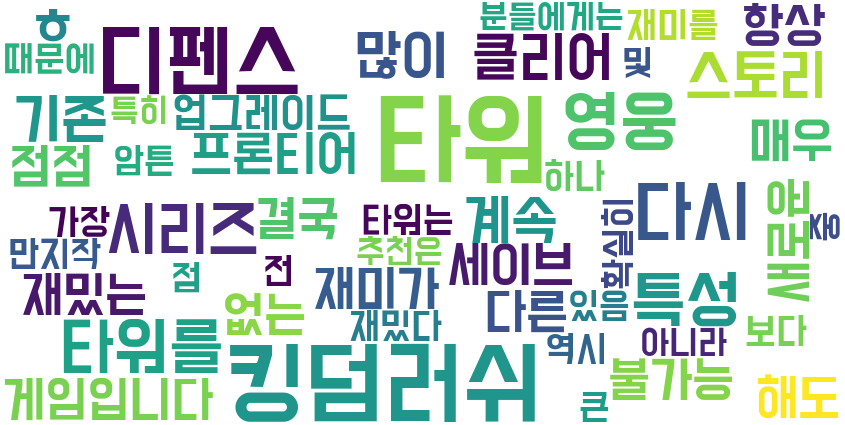 ㅎ
디펜스
많이
클리어
분들에게는
재미를
항상
때문에
및
스토리
기존
특히
업그레이드
타워
영웅
매우
점점
암튼
프론티어
하나
가장
시리즈
결국
타워는
계속
확실히
다시
새로운
중
만지작
추천은
재밌는
점
전
재미가
세이브
다른
있음
특성
타워를
없는
재밌다
역시
아니라
보다
게임입니다
킹덤러쉬
큰
불가능
해도